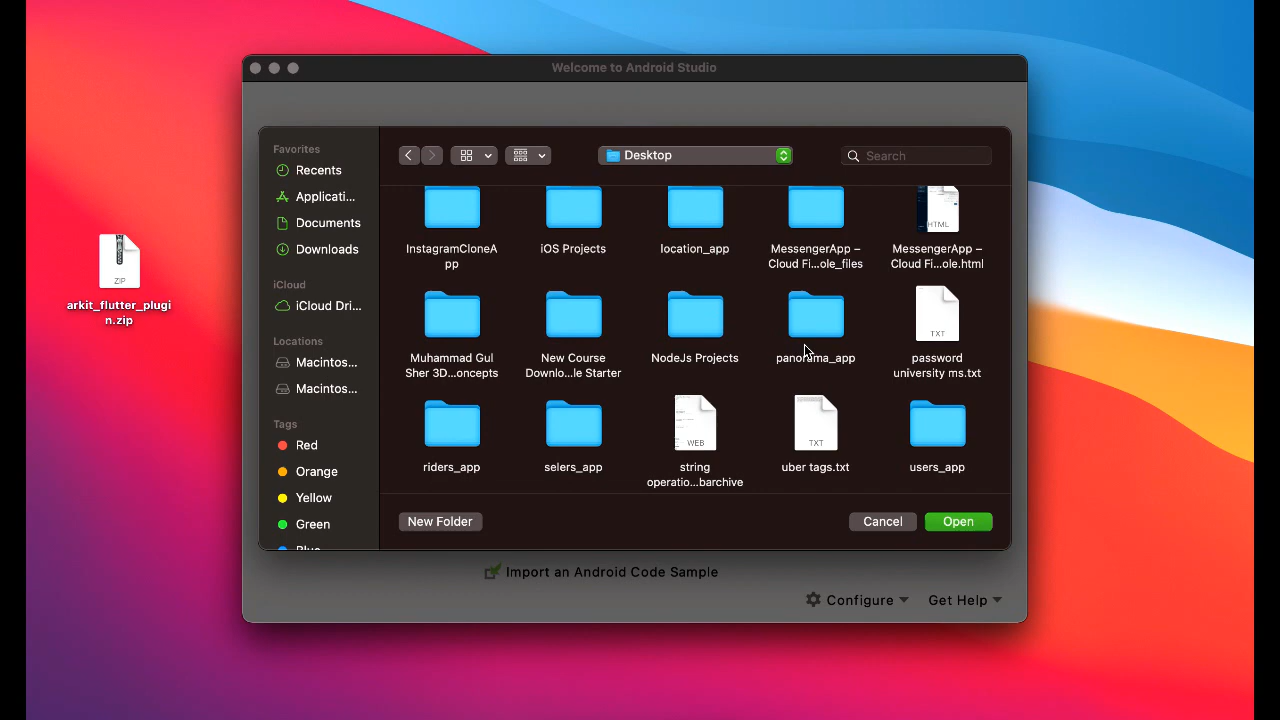 Welcome to Android Studio
Favorites
Recents
Applicati...
Documents
Downloads
iCloud
iCloud Dri...
Locations
Macintos...
Macintos...
Tags
Red
Orange
Yellow
Green
Desktop
Search
HTML
InstagramCloneA
pp
iOS Projects
location_app
MessengerApp –
Cloud Fi...ole_files
MessengerApp –
Cloud Fi...ole.html
TXT
Muhammad Gul
Sher 3D...oncepts
New Course
Downlo...le Starter
NodeJs Projects
panorama_app
password
university ms.txt
WEB
TXT
riders_app
selers_app
string
operatio...barchive
uber tags.txt
users_app
New Folder
Cancel
Open
Import an Android Code Sample
Configure
Get Help
ZIP
arkit_flutter_plugi
n.zip